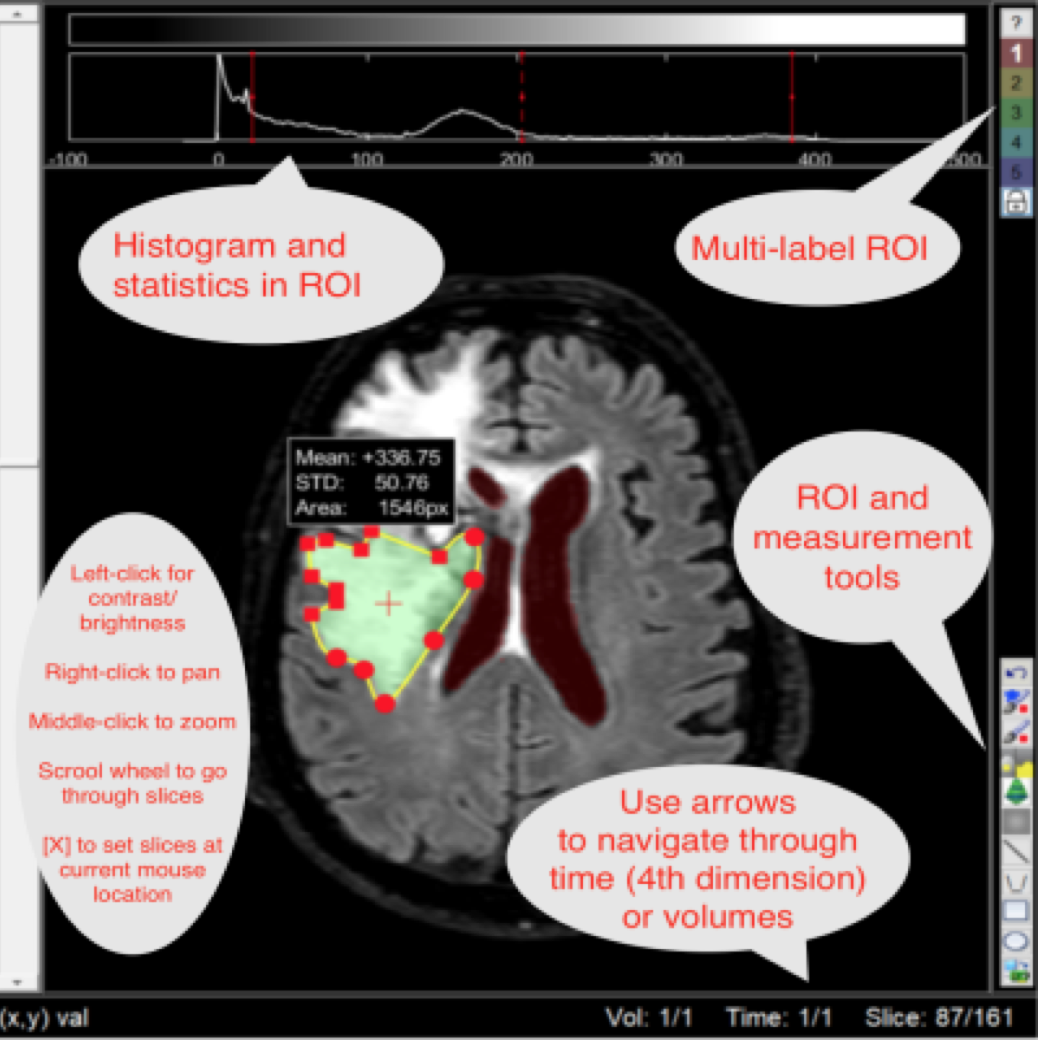 ?
1
2
3
4
5
-100 0 100 200 300 400 500
Histogram and
statistics in ROI
Multi-label ROI
Mean: +336.75
STD: 50.76
Area: 1546px
ROI and
measurement
tools
Left-click for
contrast/
brightness
Right-click to pan
Middle-click to zoom
Scrool wheel to go
through slices
[X] to set slices at
current mouse
location
Use arrows
to navigate through
time (4th dimension)
or volumes
(x,y) val Vol: 1/1 Time: 1/1 Slice: 87/161